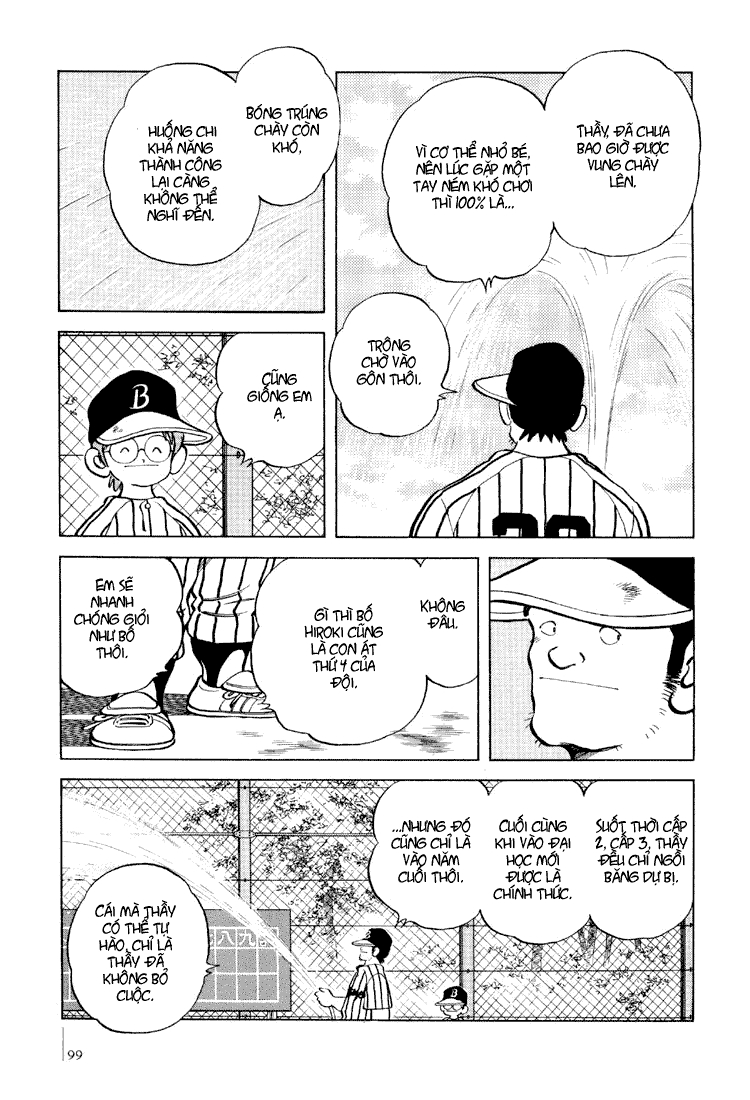 THẦY, ĐÃ CHƯA
BAO GIỜ ĐƯỢC
VUNG CHÀY
LÊN.
VÌ CƠ THỂ NHỎ BÉ,
NÊN LÚC GẶP MỘT
TAY NÉM KHÓ CHƠI
THÌ 100% LÀ...
TRÔNG
CHỜ VÀO
GÔN THÔI.
BÓNG TRÚNG
CHÀY CÒN
KHÓ,
HUỐNG CHI
KHẢ NĂNG
THÀNH CÔNG
LẠI CÀNG
KHÔNG THỂ
NGHĨ ĐẾN.
CŨNG
GIỐNG EM
Ạ.
B
KHÔNG
ĐÂU.
GÌ THÌ BỐ
HIROKI CŨNG
LÀ CON ÁT
THỨ 4 CỦA
ĐỘI.
EM SẼ
NHANH
CHÓNG GIỎI
NHƯ BỐ
THÔI.
SUỐT THỜI CẤP
2, CẤP 3, THẦY
ĐỀU CHỈ NGỒI
BĂNG DỰ BỊ.
CUỐI CÙNG
KHI VÀO ĐẠI
HỌC MỚI
ĐƯỢC LÀ
CHÍNH THỨC.
...NHƯNG ĐÓ
CŨNG CHỈ LÀ
VÀO NĂM
CUỐI THÔI.
CÁI MÀ THẦY
CÓ THỂ TỰ
HÀO, CHỈ LÀ
THẦY ĐÃ
KHÔNG BỎ
CUỘC.
八九
B
99